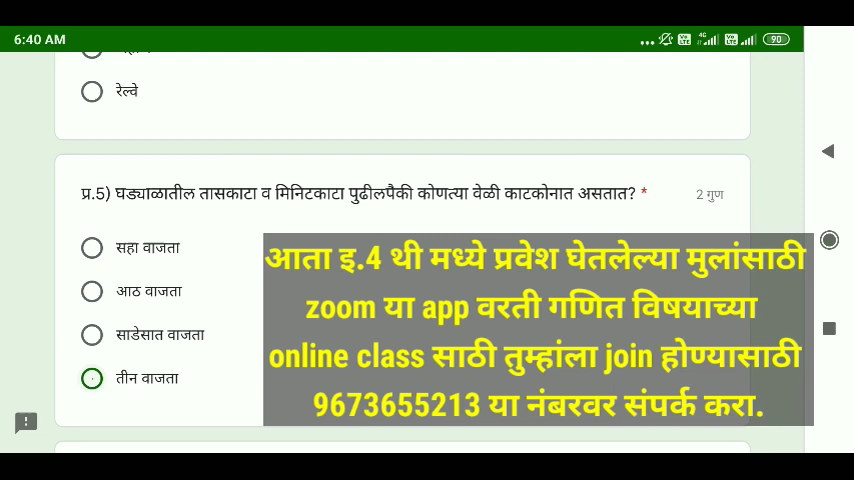 6:40 AM
90
रेल्वे
प्र.5) घड्याळातील तासकाटा व मिनिटकाटा पुढीलपैकी कोणत्या वेळी काटकोनात असतात? *
2 गुण
सहा वाजता
आठ वाजता
साडेसात वाजता
तीन वाजता
आता इ.4 थी मध्ये प्रवेश घेतलेल्या मुलांसाठी
zoom या app वरती गणित विषयाच्या
online class साठी तुम्हांला join होण्यासाठी
9673655213 या नंबरवर संपर्क करा.